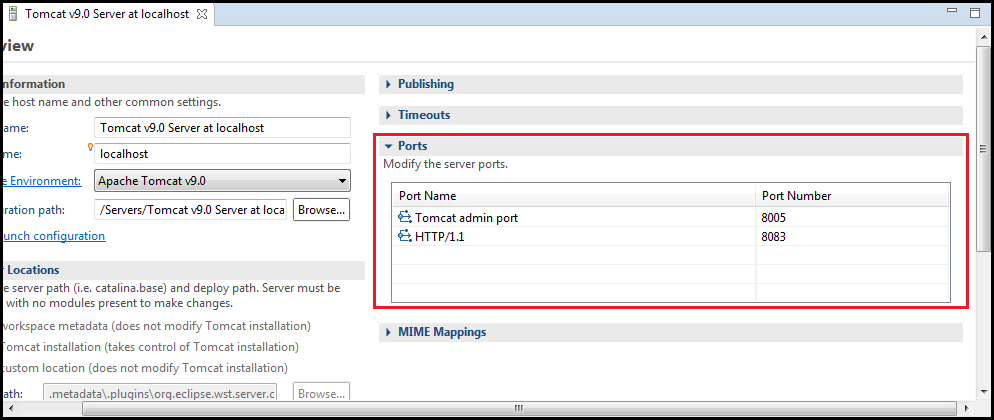 Tomcat v9.0 Server at localhost
view
Information
e host name and other common settings.
name:
Tomcat v9.0 Server at localhost
me:
localhost
e Environment:
Apache Tomcat v9.0
uration path:
/Servers/Tomcat v9.0 Server at loca
Browse...
unch configuration
r Locations
e server path (i.e. catalina.base) and deploy path. Server must be
with no modules present to make changes.
workspace metadata (does not modify Tomcat installation)
Tomcat installation (takes control of Tomcat installation)
custom location (does not modify Tomcat installation)
path:
.metadata\.plugins\org.eclipse.wst.server.c
Browse...
Publishing
Timeouts
Ports
Modify the server ports.
Port Name Port Number
Tomcat admin port 8005
HTTP/1.1 8083
MIME Mappings